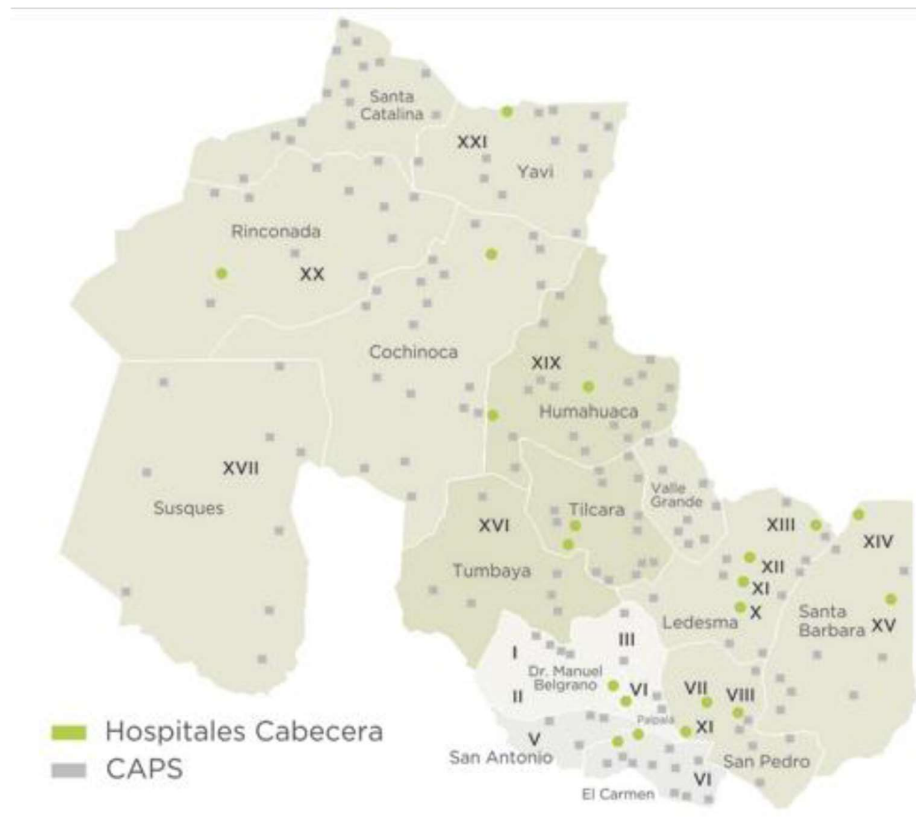 Santa
Catalina
XXI
Yavi
Rinconada
XX
Cochinoca
XIX
Humahuaca
XVII
Susques
Valle
Grande
XVI
Tilcara
XIII
XIV
Tumbaya
XII
XI
X
Ledesma
Santa
Barbara
XV
III
I
Dr. Manuel
Belgrano
II
VI
VII
VIII
Palpalá
XI
V
San Antonio
San Pedro
VI
El Carmen
Hospitales Cabecera
CAPS